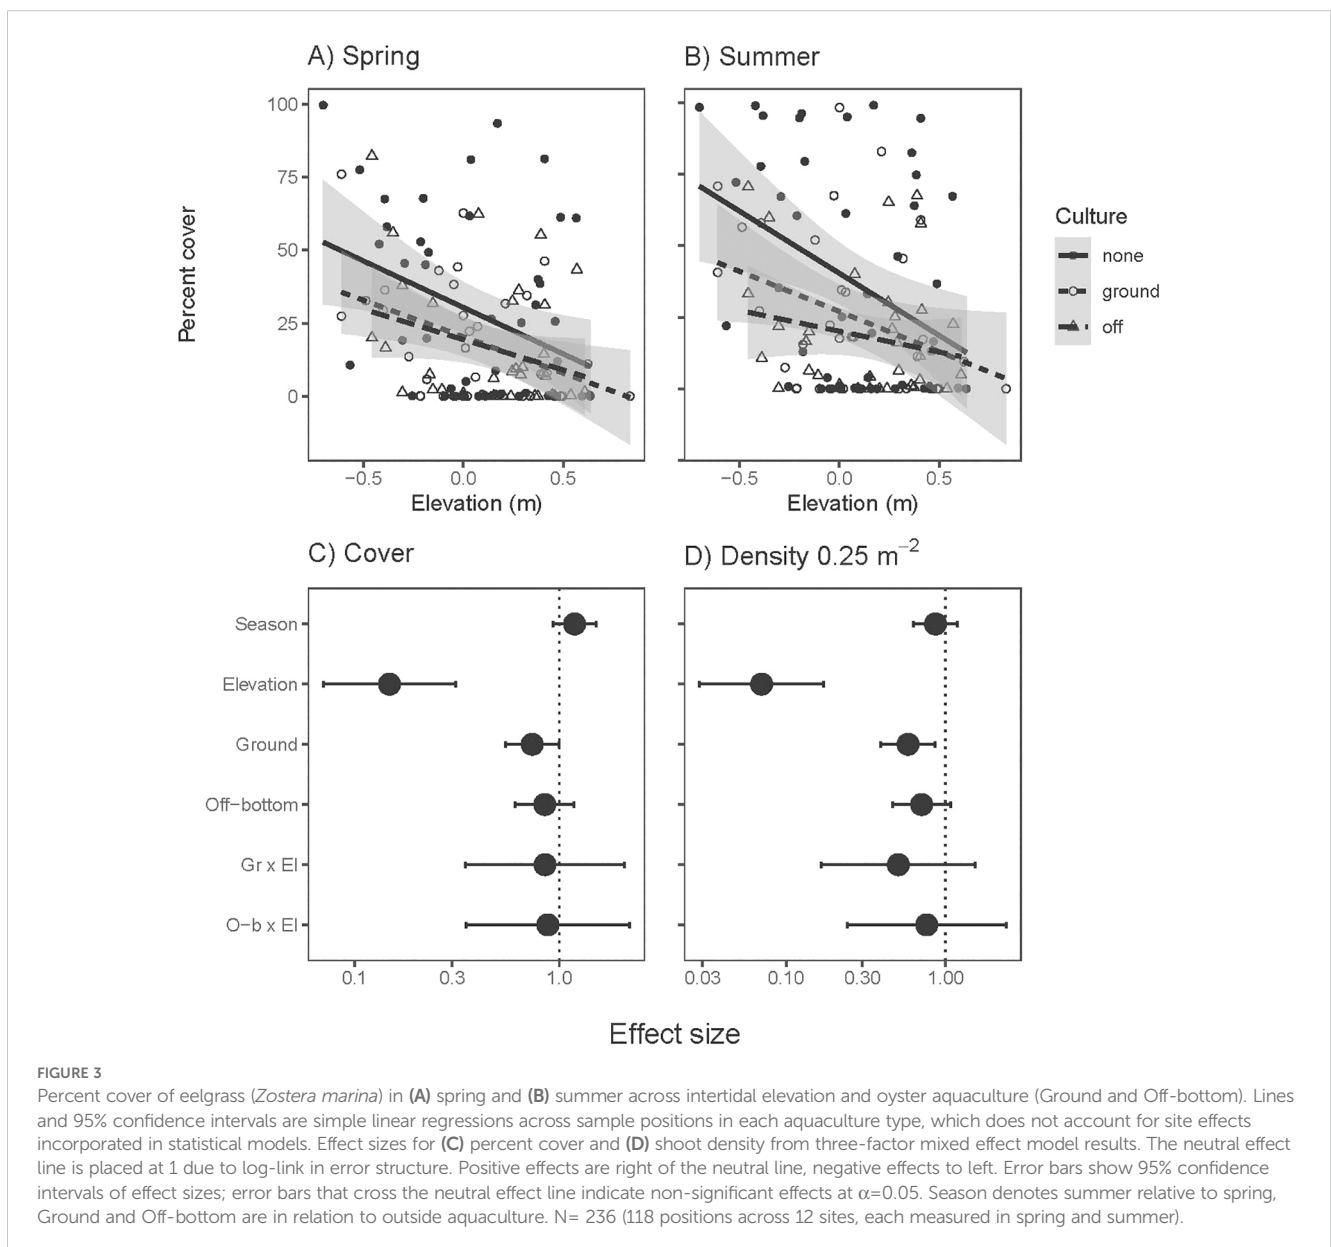 A) Spring
B) Summer
Percent cover
100
75
50
25
0
−0.5 0.0 0.5
Elevation (m)
−0.5 0.0 0.5
Elevation (m)
Culture
none
ground
off
C) Cover
D) Density 0.25 m−2
Season
Elevation
Ground
Off−bottom
Gr x El
O−b x El
0.1 0.3 1.0
0.03 0.10 0.30 1.00
Effect size
FIGURE 3
Percent cover of eelgrass (Zostera marina) in (A) spring and (B) summer across intertidal elevation and oyster aquaculture (Ground and Off-bottom). Lines
and 95% confidence intervals are simple linear regressions across sample positions in each aquaculture type, which does not account for site effects
incorporated in statistical models. Effect sizes for (C) percent cover and (D) shoot density from three-factor mixed effect model results. The neutral effect
line is placed at 1 due to log-link in error structure. Positive effects are right of the neutral line, negative effects to left. Error bars show 95% confidence
intervals of effect sizes; error bars that cross the neutral effect line indicate non-significant effects at α=0.05. Season denotes summer relative to spring,
Ground and Off-bottom are in relation to outside aquaculture. N= 236 (118 positions across 12 sites, each measured in spring and summer).